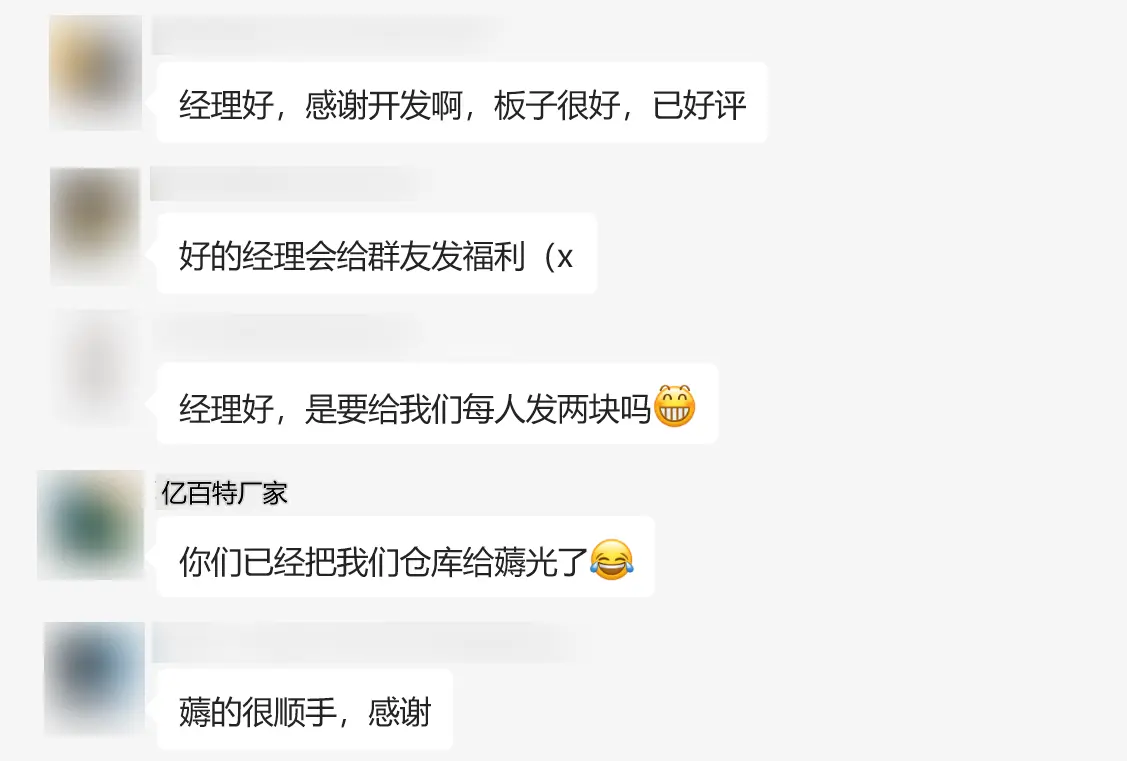 经理好，感谢开发啊，板子很好，已好评
好的经理会给群友发福利（x
经理好，是要给我们每人发两块吗😁
亿百特厂家
你们已经把我们仓库给薅光了😂
薅的很顺手，感谢